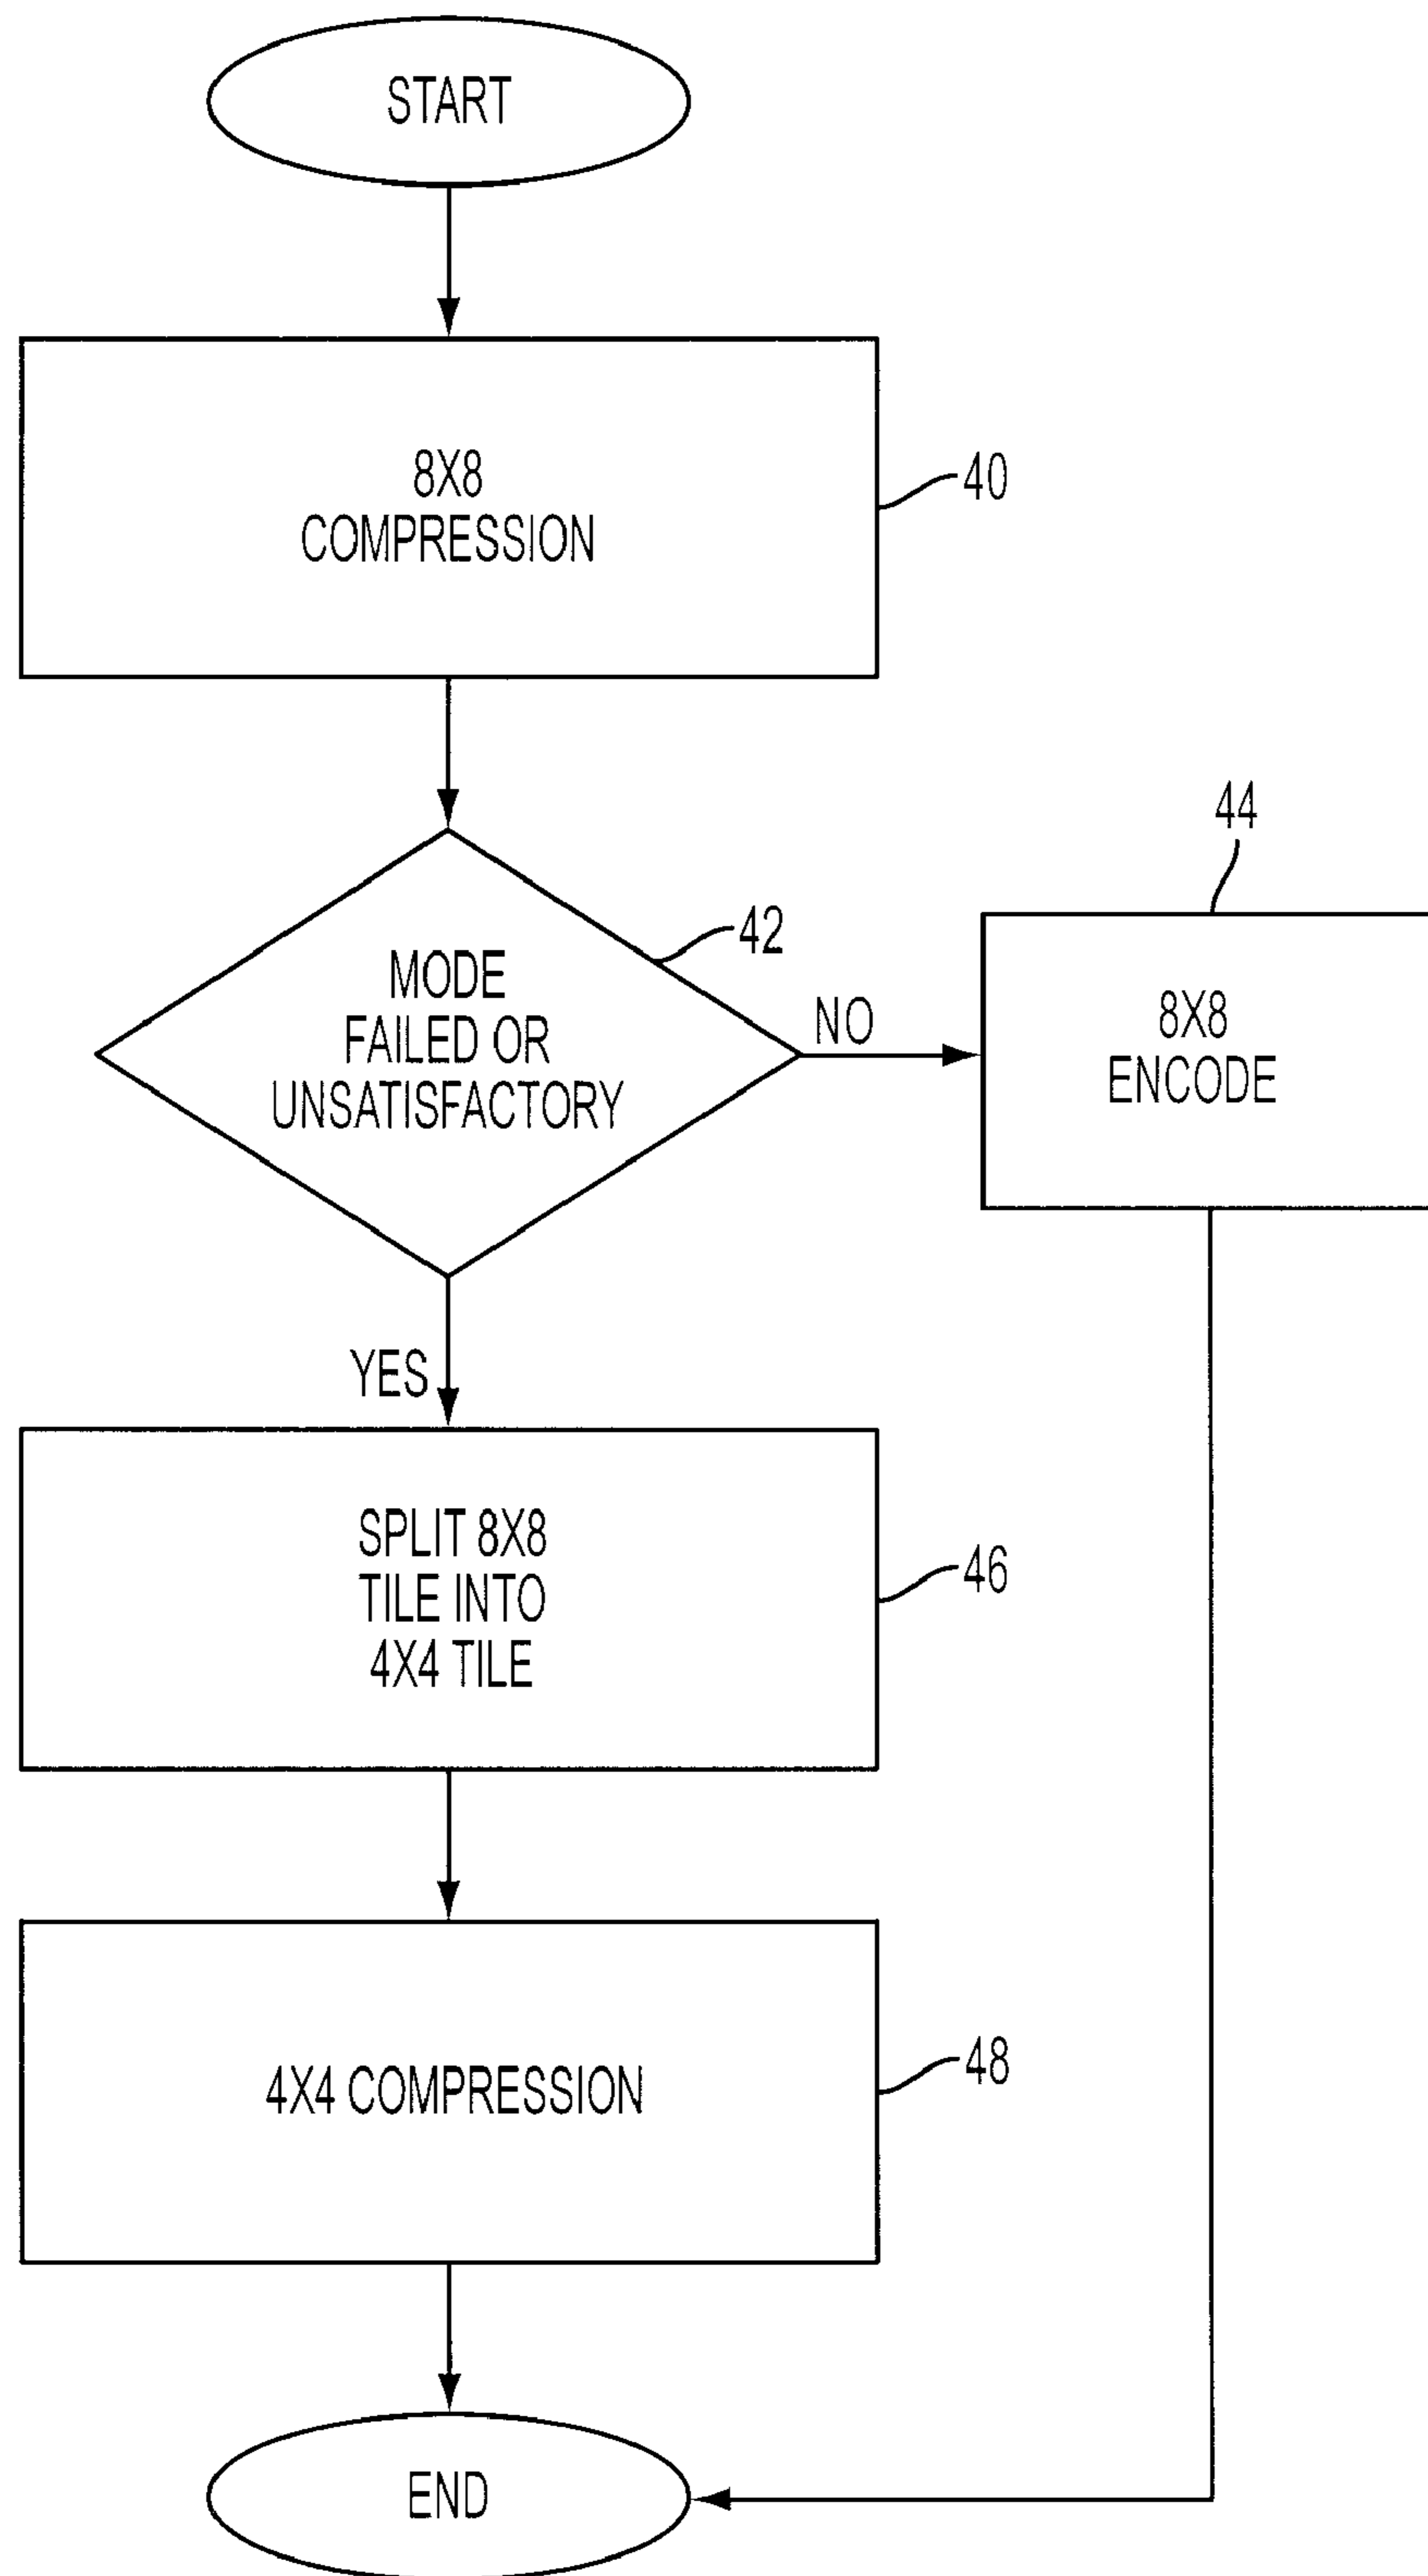 START
8X8
COMPRESSION
40
MODE
FAILED OR
UNSATISFACTORY
42
NO
44
8X8
ENCODE
YES
SPLIT 8X8
TILE INTO
4X4 TILE
46
4X4 COMPRESSION
48
END